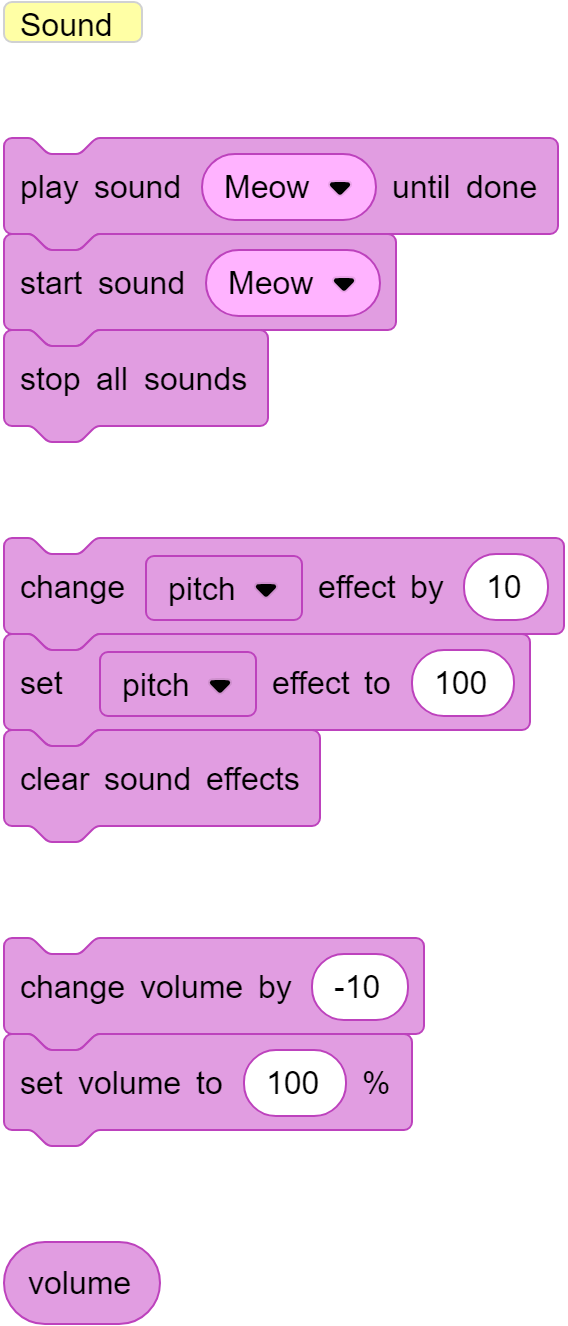 Sound
play sound Meow until done
start sound Meow
stop all sounds
change pitch effect by 10
set pitch effect to 100
clear sound effects
change volume by -10
set volume to 100 %
volume